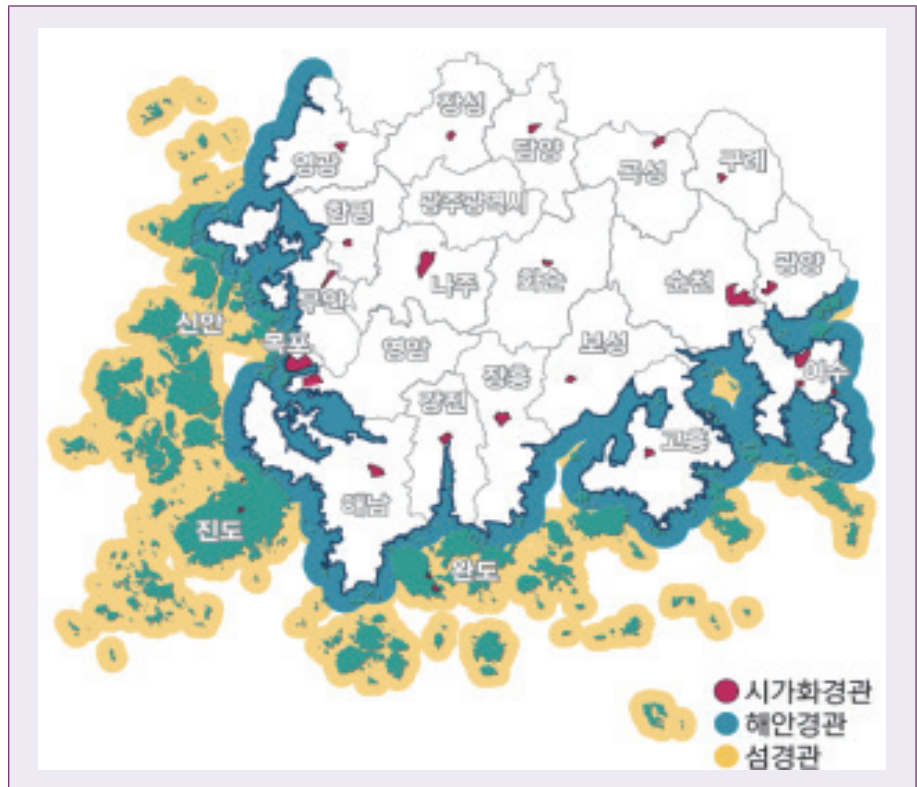 장성
담양
영광
곡성
구례
함평
광주광역시
나주
화순
순천
광양
무안
신안
목포
영암
보성
장흥
강진
여수
고흥
해남
진도
완도
시가화경관
해안경관
섬경관